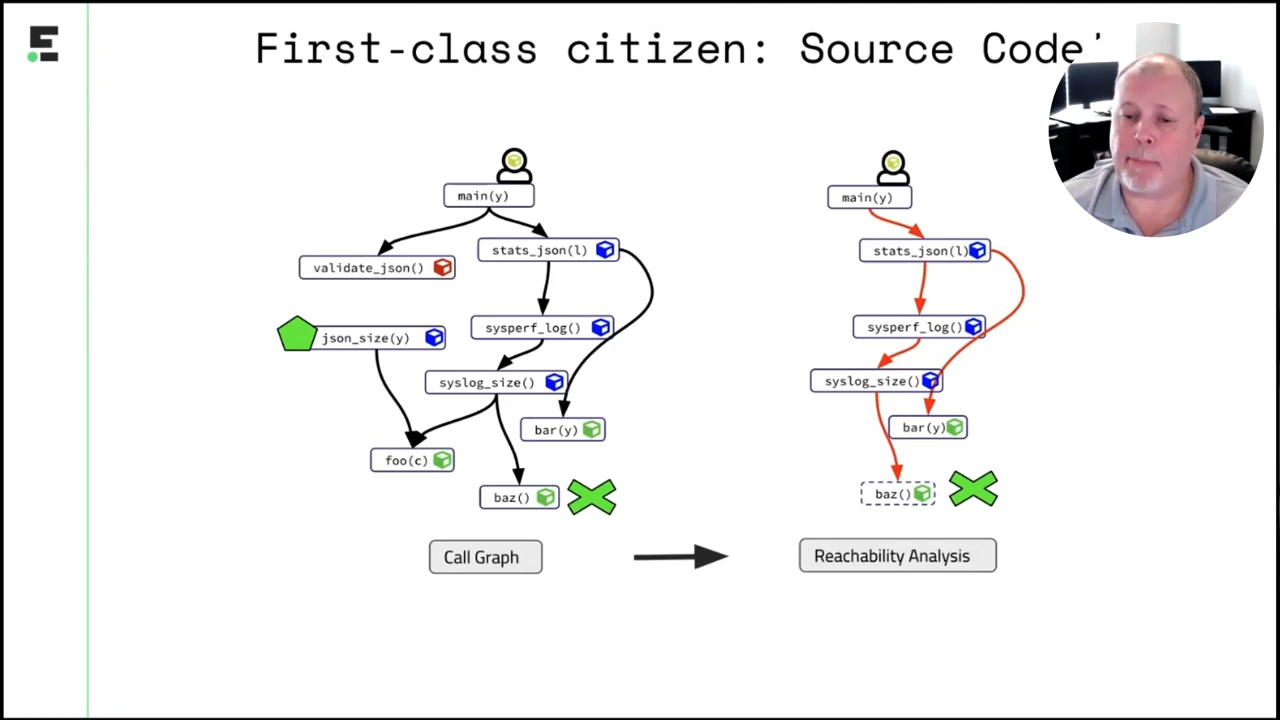 First-class citizen: Source Code'
main(y)
stats_json(l)
validate_json()
sysperf_log()
json_size(y)
syslog_size()
bar(y)
foo(c)
baz()
Call Graph
main(y)
stats_json(l)
sysperf_log()
syslog_size()
bar(y)
baz()
Reachability Analysis